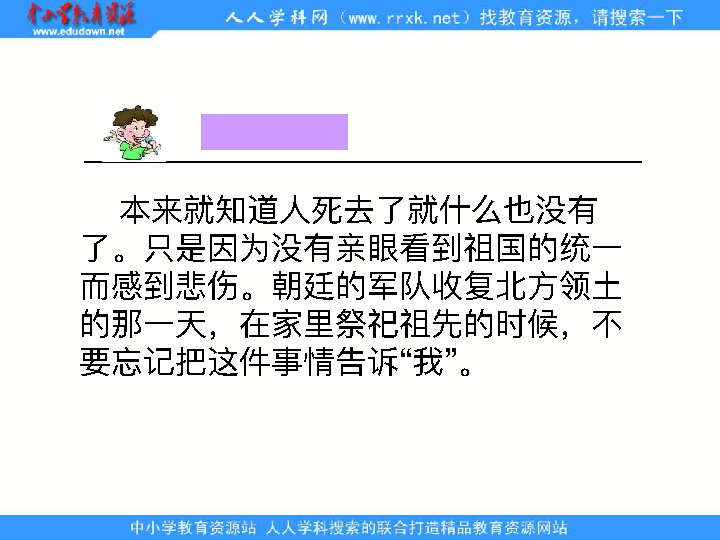 中小学教育资源
www.edudown.net
人人学科网（www.rrxk.net）找教育资源，请搜索一下
本来就知道人死去了就什么也没有
了。只是因为没有亲眼看到祖国的统一
而感到悲伤。朝廷的军队收复北方领土
的那一天，在家里祭祀祖先的时候，不
要忘记把这件事情告诉“我”。
中小学教育资源站 人人学科搜索的联合打造精品教育资源网站